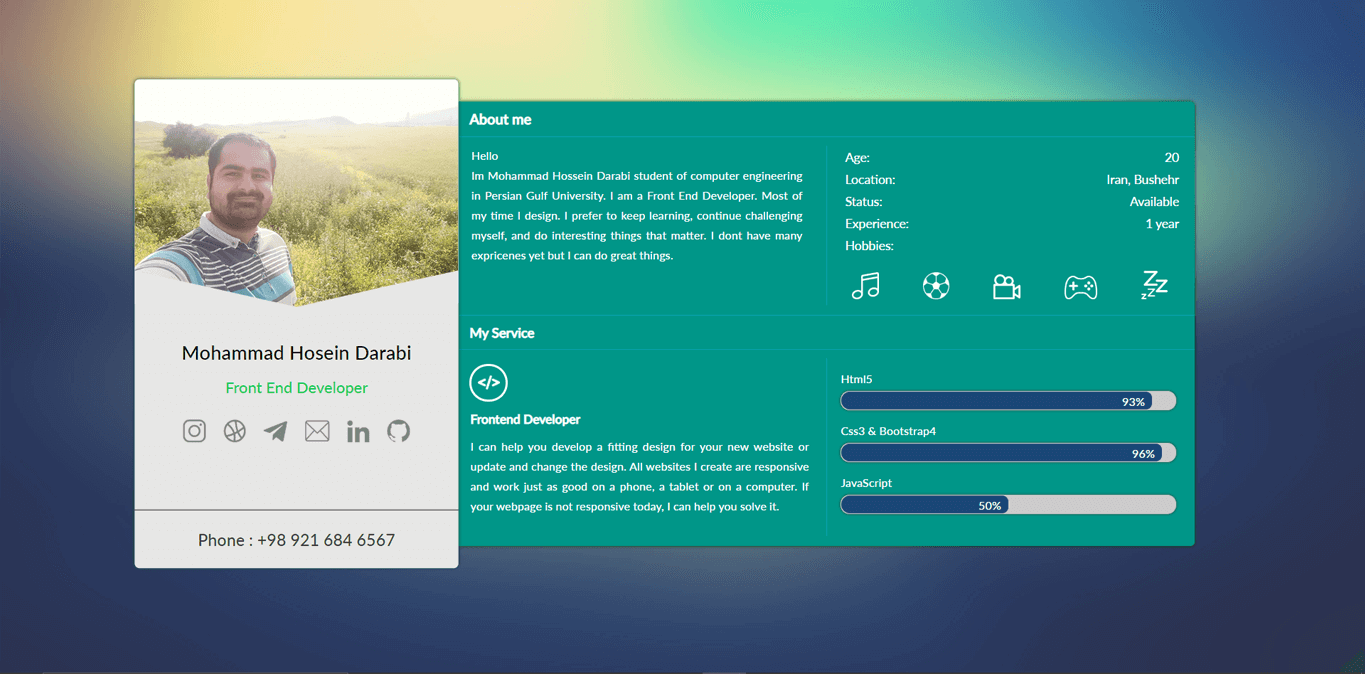 Mohammad Hosein Darabi
Front End Developer
Phone : +98 921 684 6567
About me
Hello
Im Mohammad Hossein Darabi student of computer engineering
in Persian Gulf University. I am a Front End Developer. Most of
my time I design. I prefer to keep learning, continue challenging
myself, and do interesting things that matter. I dont have many
expricenes yet but I can do great things.
Age: 20
Location: Iran, Bushehr
Status: Available
Experience: 1 year
Hobbies:
My Service
Frontend Developer
I can help you develop a fitting design for your new website or
update and change the design. All websites I create are responsive
and work just as good on a phone, a tablet or on a computer. If
your webpage is not responsive today, I can help you solve it.
Html5
93%
Css3 & Bootstrap4
96%
JavaScript
50%